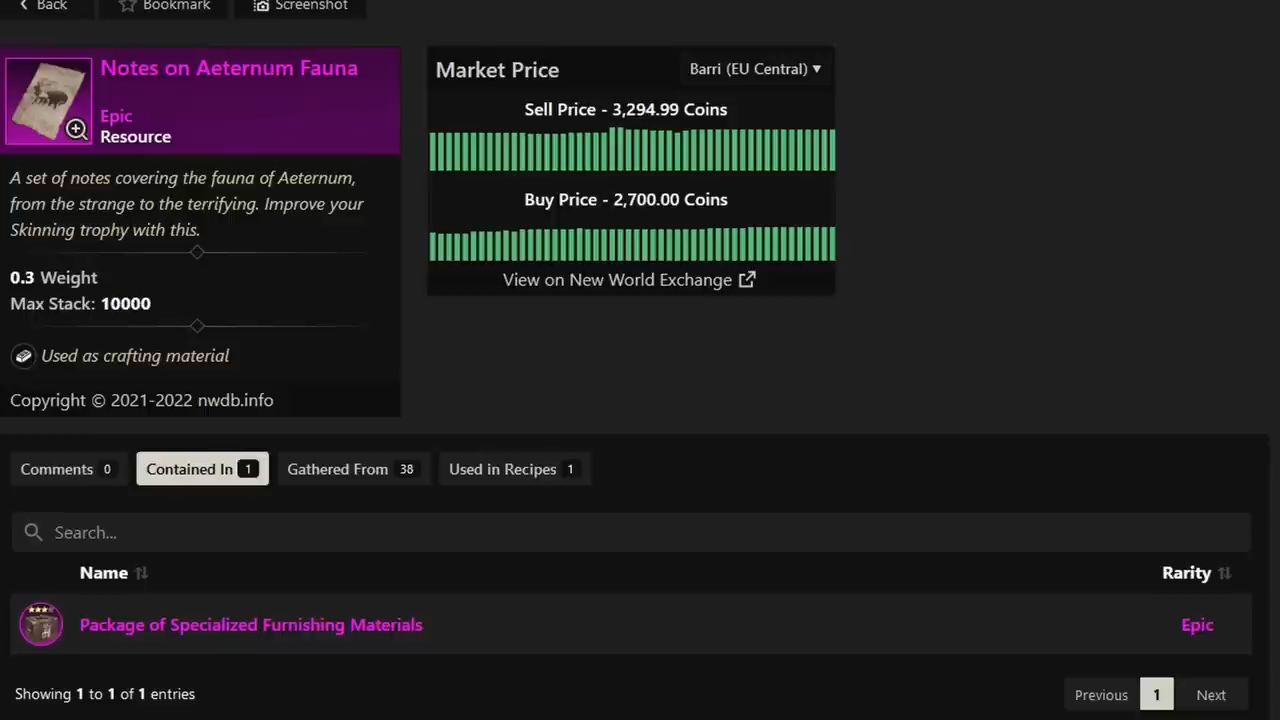 Back
Bookmark
Screenshot
Notes on Aeternum Fauna
Epic
Resource
A set of notes covering the fauna of Aeternum,
from the strange to the terrifying. Improve your
Skinning trophy with this.
0.3 Weight
Max Stack: 10000
Used as crafting material
Copyright © 2021-2022 nwdb.info
Market Price
Barri (EU Central) ▾
Sell Price - 3,294.99 Coins
Buy Price - 2,700.00 Coins
View on New World Exchange
Comments 0
Contained In 1
Gathered From 38
Used in Recipes 1
Search...
Name
Rarity
Package of Specialized Furnishing Materials
Epic
Showing 1 to 1 of 1 entries
Previous
1
Next